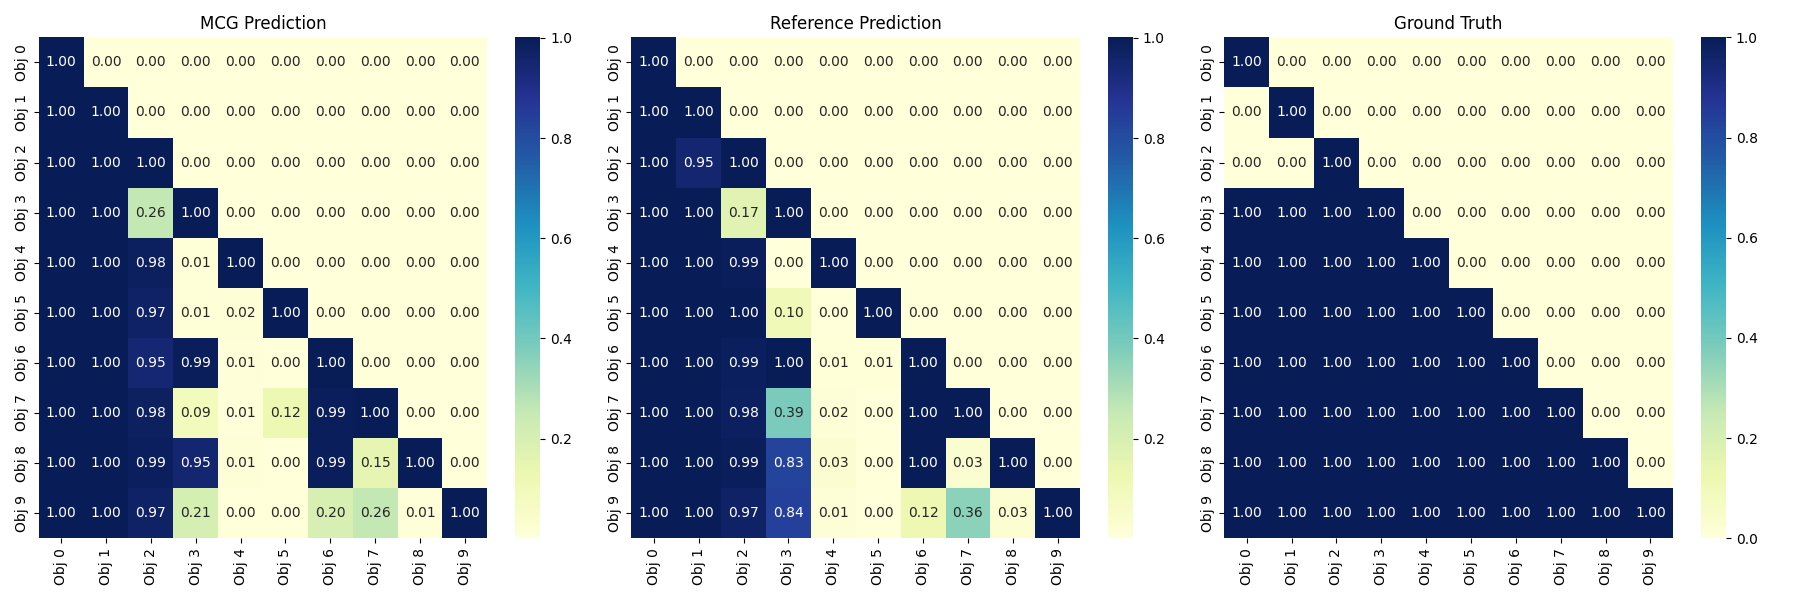 MCG Prediction
Obj 0 1.00 0.00 0.00 0.00 0.00 0.00 0.00 0.00 0.00 0.00
Obj 1 1.00 1.00 0.00 0.00 0.00 0.00 0.00 0.00 0.00 0.00
Obj 2 1.00 1.00 1.00 0.00 0.00 0.00 0.00 0.00 0.00 0.00
Obj 3 1.00 1.00 0.26 1.00 0.00 0.00 0.00 0.00 0.00 0.00
Obj 4 1.00 1.00 0.98 0.01 1.00 0.00 0.00 0.00 0.00 0.00
Obj 5 1.00 1.00 0.97 0.01 0.02 1.00 0.00 0.00 0.00 0.00
Obj 6 1.00 1.00 0.95 0.99 0.01 0.00 1.00 0.00 0.00 0.00
Obj 7 1.00 1.00 0.98 0.09 0.01 0.12 0.99 1.00 0.00 0.00
Obj 8 1.00 1.00 0.99 0.95 0.01 0.00 0.99 0.15 1.00 0.00
Obj 9 1.00 1.00 0.97 0.21 0.00 0.00 0.20 0.26 0.01 1.00
Obj 0 Obj 1 Obj 2 Obj 3 Obj 4 Obj 5 Obj 6 Obj 7 Obj 8 Obj 9
1.0
0.8
0.6
0.4
0.2
Reference Prediction
Obj 0 1.00 0.00 0.00 0.00 0.00 0.00 0.00 0.00 0.00 0.00
Obj 1 1.00 1.00 0.00 0.00 0.00 0.00 0.00 0.00 0.00 0.00
Obj 2 1.00 0.95 1.00 0.00 0.00 0.00 0.00 0.00 0.00 0.00
Obj 3 1.00 1.00 0.17 1.00 0.00 0.00 0.00 0.00 0.00 0.00
Obj 4 1.00 1.00 0.99 0.00 1.00 0.00 0.00 0.00 0.00 0.00
Obj 5 1.00 1.00 1.00 0.10 0.00 1.00 0.00 0.00 0.00 0.00
Obj 6 1.00 1.00 0.99 1.00 0.01 0.01 1.00 0.00 0.00 0.00
Obj 7 1.00 1.00 0.98 0.39 0.02 0.00 1.00 1.00 0.00 0.00
Obj 8 1.00 1.00 0.99 0.83 0.03 0.00 1.00 0.03 1.00 0.00
Obj 9 1.00 1.00 0.97 0.84 0.01 0.00 0.12 0.36 0.03 1.00
Obj 0 Obj 1 Obj 2 Obj 3 Obj 4 Obj 5 Obj 6 Obj 7 Obj 8 Obj 9
1.0
0.8
0.6
0.4
0.2
Ground Truth
Obj 0 1.00 0.00 0.00 0.00 0.00 0.00 0.00 0.00 0.00 0.00
Obj 1 0.00 1.00 0.00 0.00 0.00 0.00 0.00 0.00 0.00 0.00
Obj 2 0.00 0.00 1.00 0.00 0.00 0.00 0.00 0.00 0.00 0.00
Obj 3 1.00 1.00 1.00 1.00 0.00 0.00 0.00 0.00 0.00 0.00
Obj 4 1.00 1.00 1.00 1.00 1.00 0.00 0.00 0.00 0.00 0.00
Obj 5 1.00 1.00 1.00 1.00 1.00 1.00 0.00 0.00 0.00 0.00
Obj 6 1.00 1.00 1.00 1.00 1.00 1.00 1.00 0.00 0.00 0.00
Obj 7 1.00 1.00 1.00 1.00 1.00 1.00 1.00 1.00 0.00 0.00
Obj 8 1.00 1.00 1.00 1.00 1.00 1.00 1.00 1.00 1.00 0.00
Obj 9 1.00 1.00 1.00 1.00 1.00 1.00 1.00 1.00 1.00 1.00
Obj 0 Obj 1 Obj 2 Obj 3 Obj 4 Obj 5 Obj 6 Obj 7 Obj 8 Obj 9
1.0
0.8
0.6
0.4
0.2
0.0